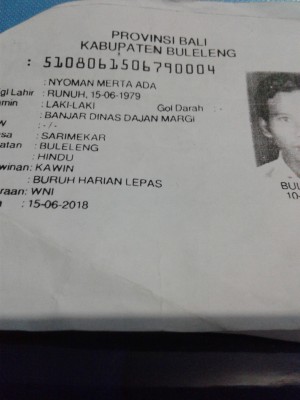 PROVINSI BALI
KABUPATEN BULELENG
: 5108061506790004
: NYOMAN MERTA ADA
gl Lahir : RUNUH, 15-06-1979
min : LAKI-LAKI Gol Darah : -
: BANJAR DINAS DAJAN MARGI
W : -/-
sa : SARIMEKAR
atan : BULELENG
: HINDU
winan: KAWIN
: BURUH HARIAN LEPAS
raan: WNI
: 15-06-2018
BUL
10-